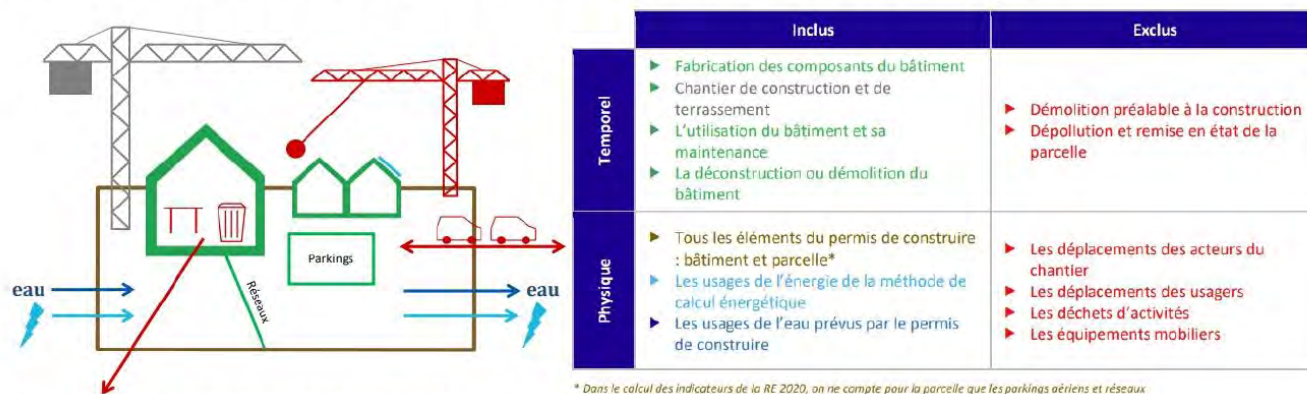 Parkings
eau
Réseaux
eau
Inclus
Exclus
Temporel
► Fabrication des composants du bâtiment
► Chantier de construction et de
terrassement
► L'utilisation du bâtiment et sa
maintenance
► La déconstruction ou démolition du
bâtiment
► Démolition préalable à la construction
► Dépollution et remise en état de la
parcelle
Physique
► Tous les éléments du permis de construire
: bâtiment et parcelle*
► Les usages de l'énergie de la méthode de
calcul énergétique
► Les usages de l'eau prévus par le permis
de construire
► Les déplacements des acteurs du
chantier
► Les déplacements des usagers
► Les déchets d'activités
► Les équipements mobiliers
* Dans le calcul des indicateurs de la RE 2020, on ne compte pour la parcelle que les parkings aériens et réseaux